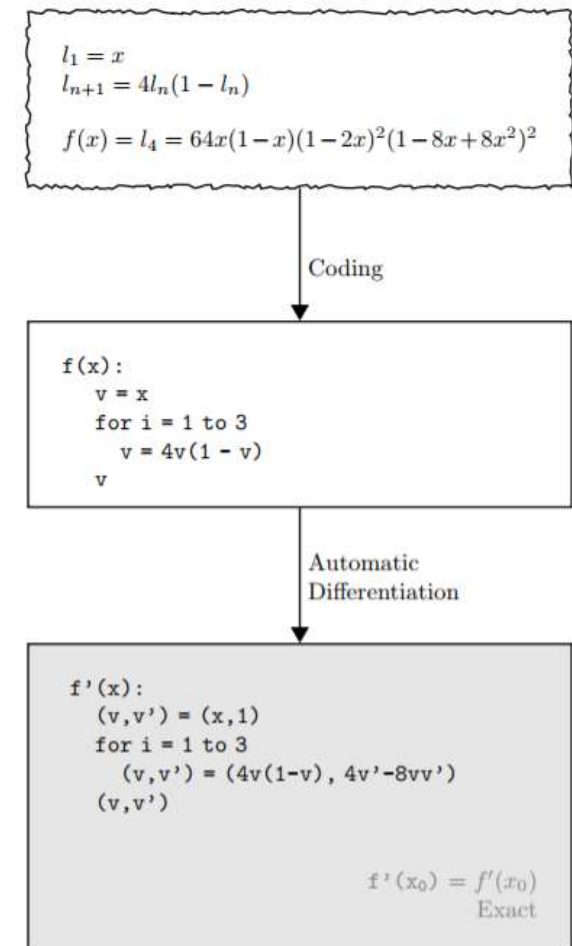 l₁ = x
lₙ₊₁ = 4lₙ(1 − lₙ)
f(x) = l₄ = 64x(1−x)(1−2x)²(1−8x+8x²)²
Coding
f(x):
v = x
for i = 1 to 3
v = 4v(1 - v)
v
Automatic
Differentiation
f'(x):
(v,v') = (x,1)
for i = 1 to 3
(v,v') = (4v(1-v), 4v'-8vv')
(v,v')
f'(x₀) = f′(x₀)
Exact